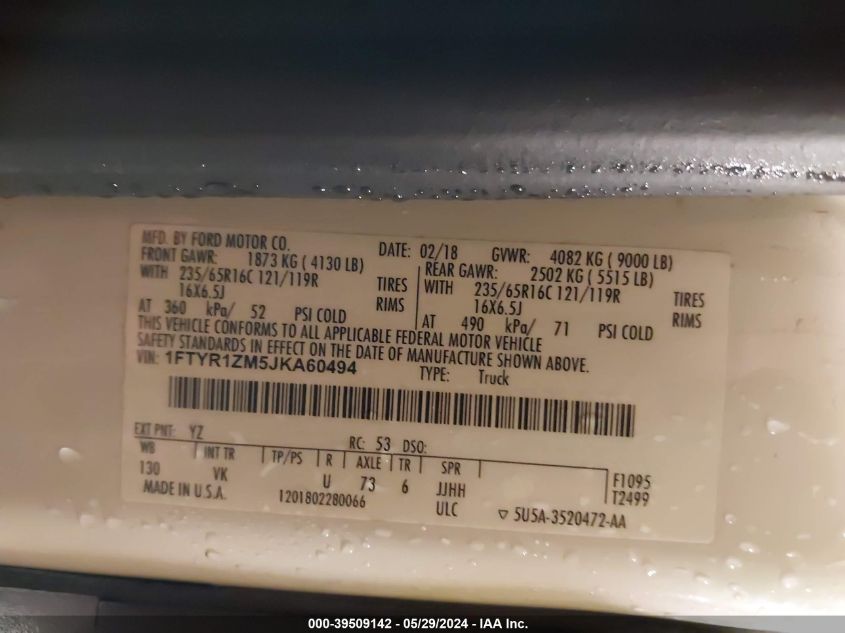 MFD. BY FORD MOTOR CO.
DATE: 02/18 GVWR: 4082 KG ( 9000 LB)
FRONT GAWR: 1873 KG ( 4130 LB) REAR GAWR: 2502 KG ( 5515 LB)
WITH 235/65R16C 121/119R TIRES WITH 235/65R16C 121/119R TIRES
16X6.5J RIMS 16X6.5J RIMS
AT 360 kPa/ 52 PSI COLD AT 490 kPa/ 71 PSI COLD
THIS VEHICLE CONFORMS TO ALL APPLICABLE FEDERAL MOTOR VEHICLE
SAFETY STANDARDS IN EFFECT ON THE DATE OF MANUFACTURE SHOWN ABOVE.
VIN: 1FTYR1ZM5JKA60494 TYPE: Truck
EXT PNT: YZ RC: 53 DSO:
WB INT TR TP/PS R AXLE TR SPR
130 VK U 73 6 JJHH F1095
MADE IN U.S.A. 1201802280066 ULC T2499
▽ 5U5A-3520472-AA
000-39509142 - 05/29/2024 - IAA Inc.